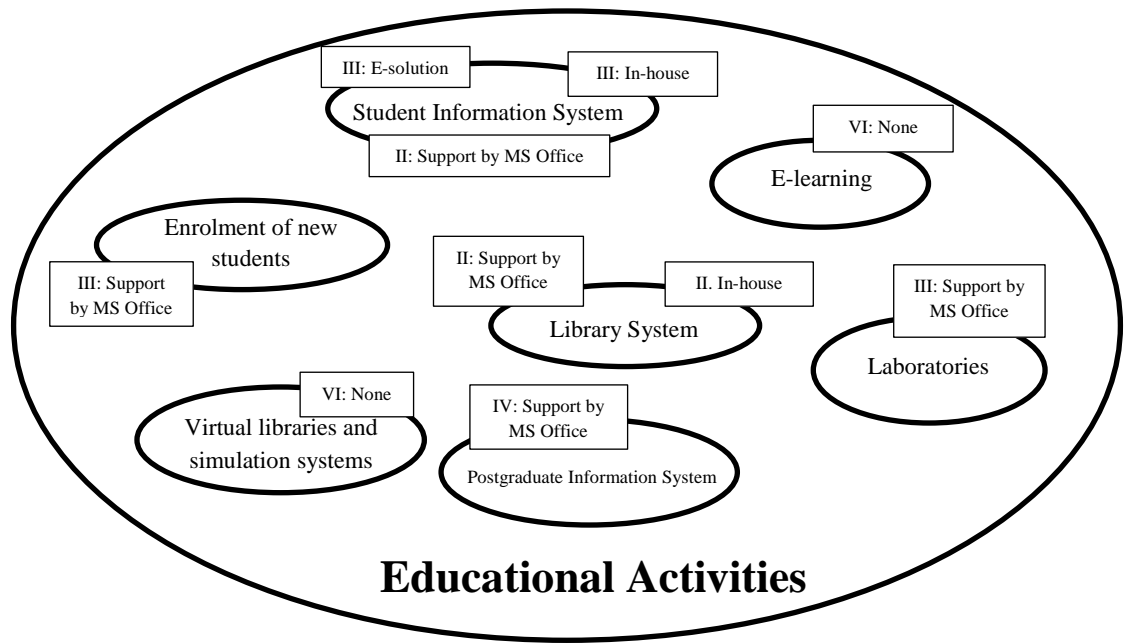 III: E-solution
III: In-house
Student Information System
II: Support by MS Office
VI: None
E-learning
Enrolment of new
students
III: Support
by MS Office
II: Support by
MS Office
II. In-house
Library System
III: Support by
MS Office
Laboratories
VI: None
Virtual libraries and
simulation systems
IV: Support by
MS Office
Postgraduate Information System
Educational Activities